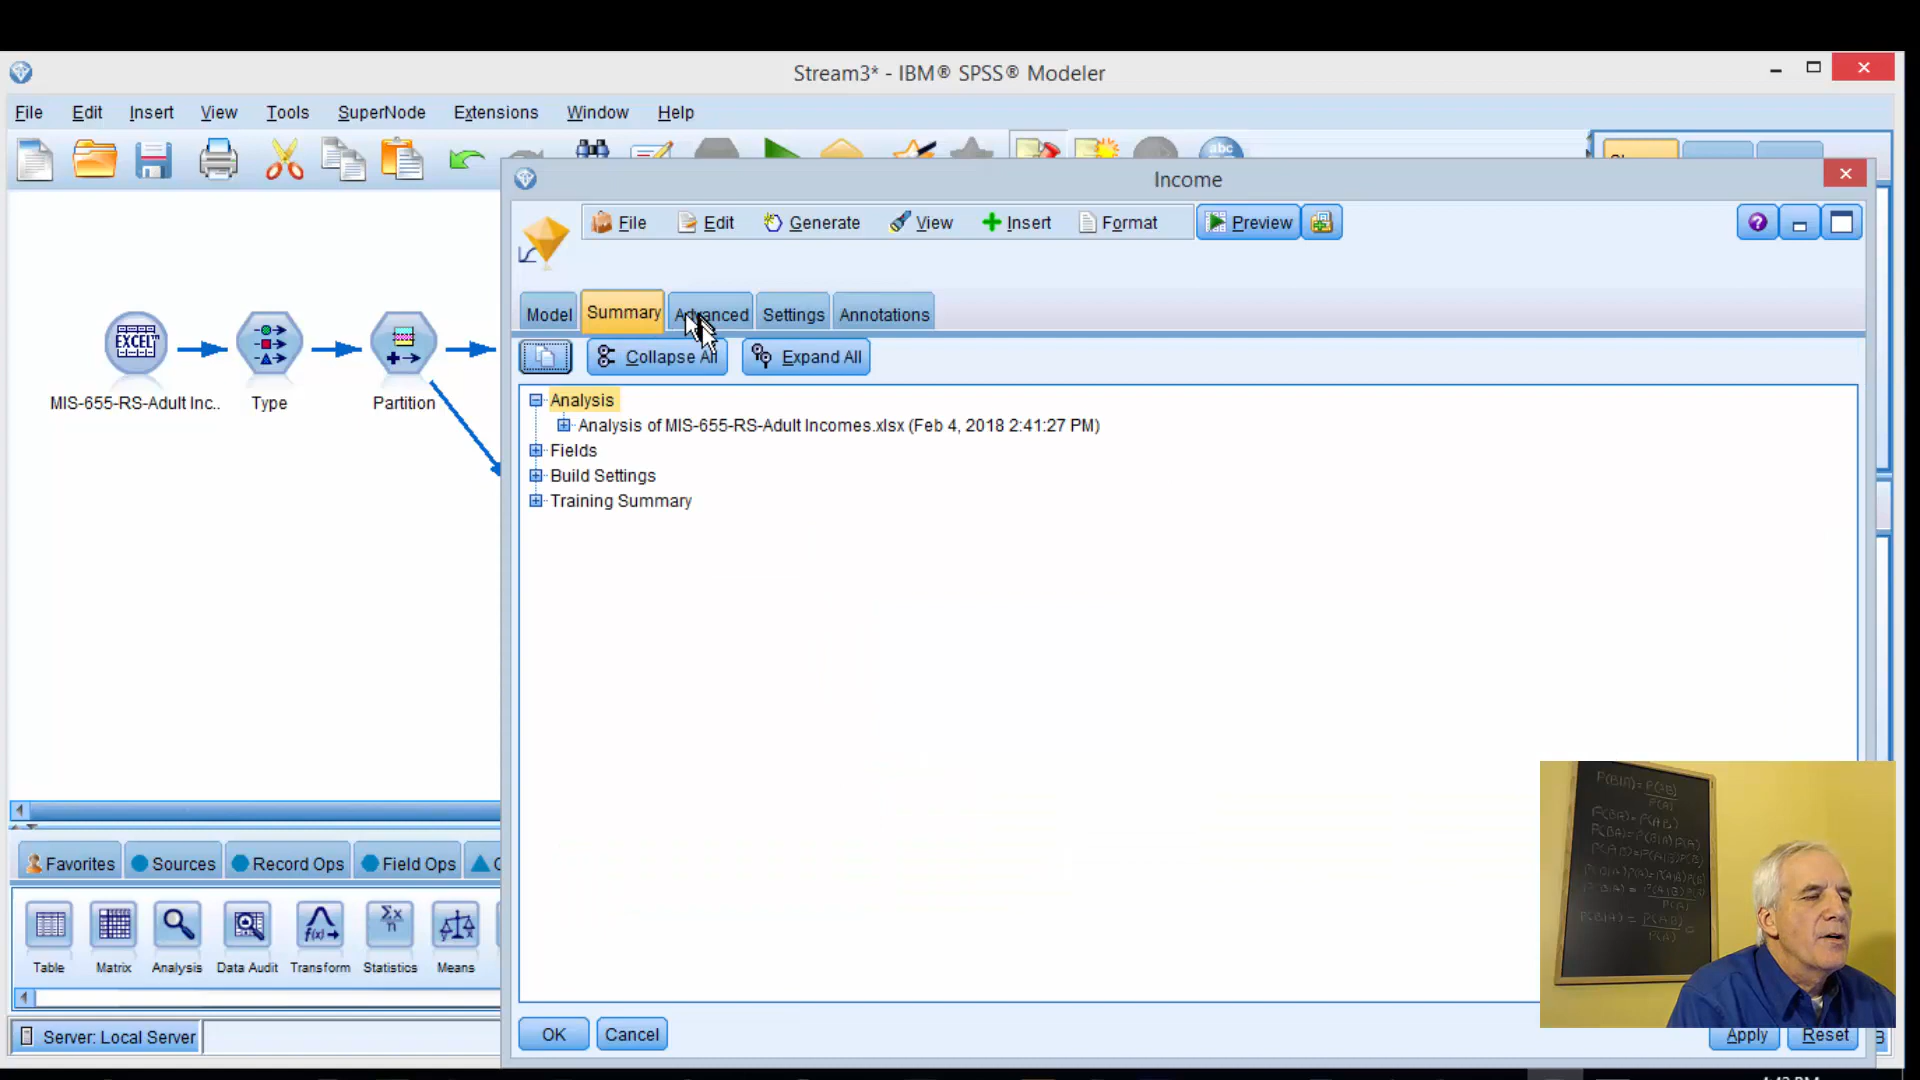 Stream3* - IBM® SPSS® Modeler
File Edit Insert View Tools SuperNode Extensions Window Help
abc
Income
File Edit Generate View Insert Format Preview
Model Summary Advanced Settings Annotations
Collapse All Expand All
Analysis
Analysis of MIS-655-RS-Adult Incomes.xlsx (Feb 4, 2018 2:41:27 PM)
Fields
Build Settings
Training Summary
EXCEL™
MIS-655-RS-Adult Inc.. Type Partition
Favorites Sources Record Ops Field Ops
Σx
n
f(x)
Table Matrix Analysis Data Audit Transform Statistics Means
Server: Local Server
OK Cancel Apply Reset
P(B|A)=P(AB)
P(A)